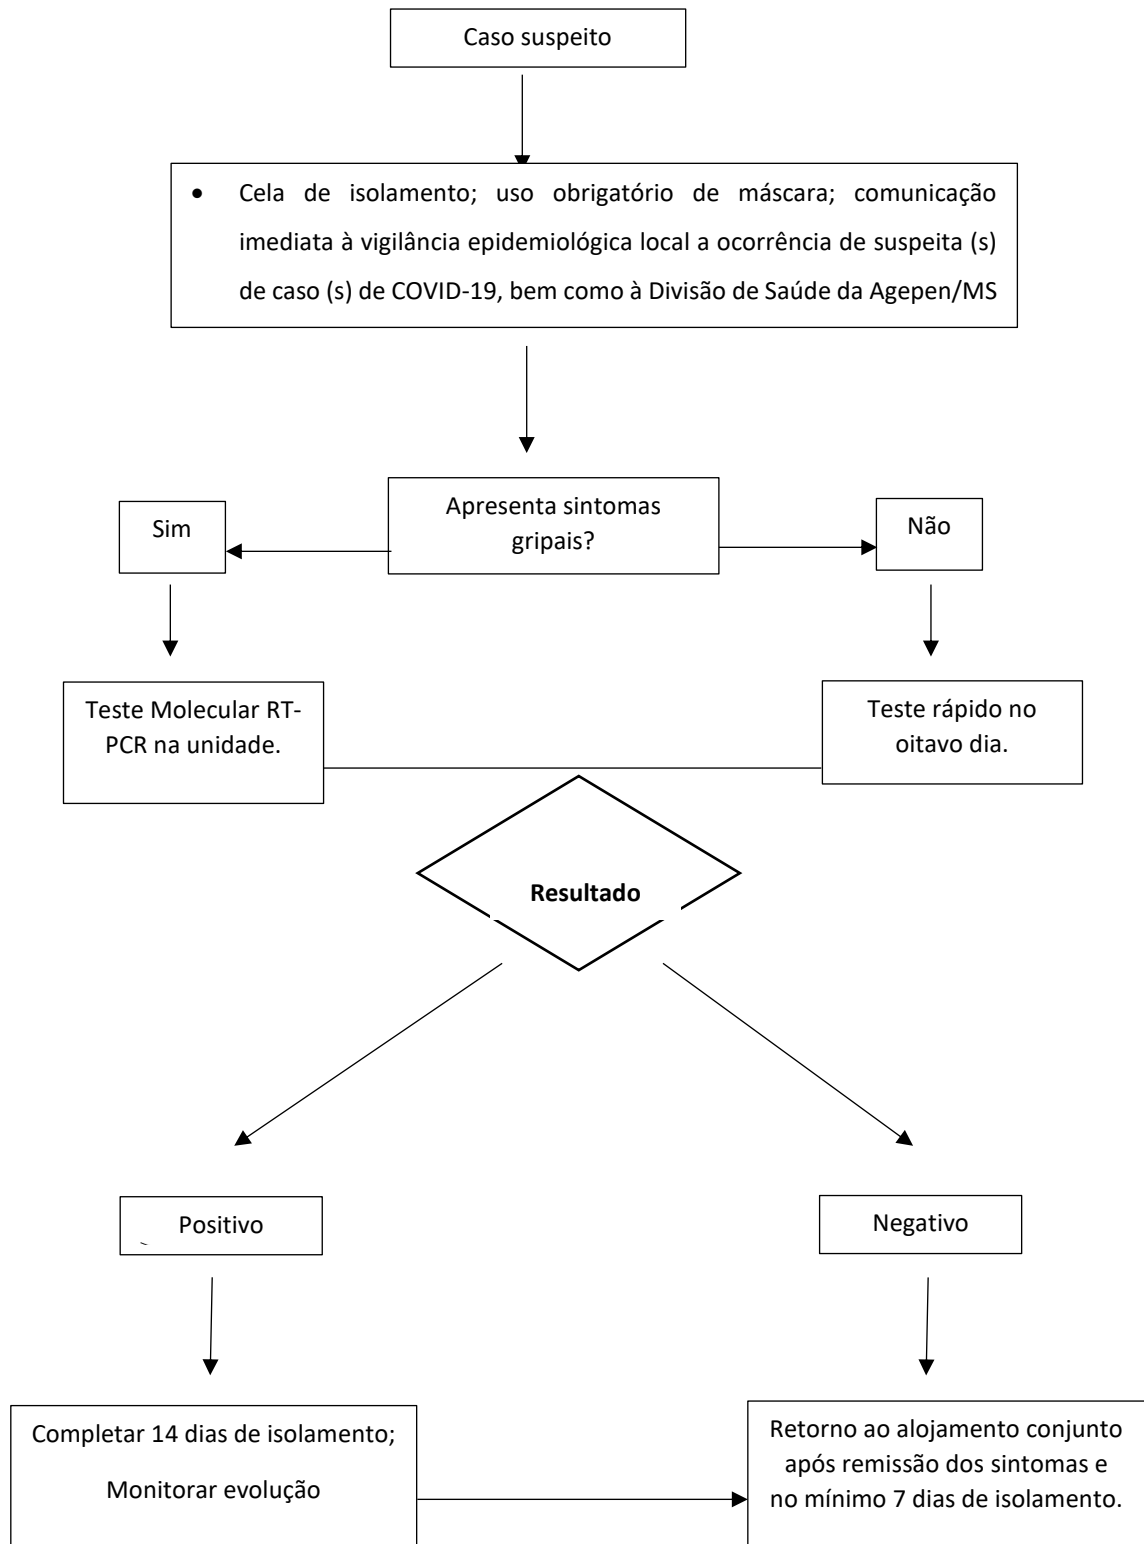 Caso suspeito
• Cela de isolamento; uso obrigatório de máscara; comunicação
imediata à vigilância epidemiológica local a ocorrência de suspeita (s)
de caso (s) de COVID-19, bem como à Divisão de Saúde da Agepen/MS
Sim
Apresenta sintomas
gripais?
Não
Teste Molecular RT-
PCR na unidade.
Teste rápido no
oitavo dia.
Resultado
Positivo
Negativo
Completar 14 dias de isolamento;
Monitorar evolução
Retorno ao alojamento conjunto
após remissão dos sintomas e
no mínimo 7 dias de isolamento.